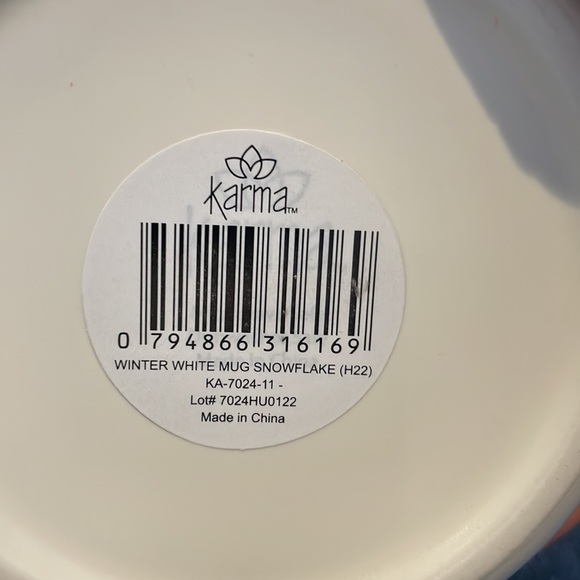 karma™
0 794866 316169
WINTER WHITE MUG SNOWFLAKE (H22)
KA-7024-11 -
Lot# 7024HU0122
Made in China